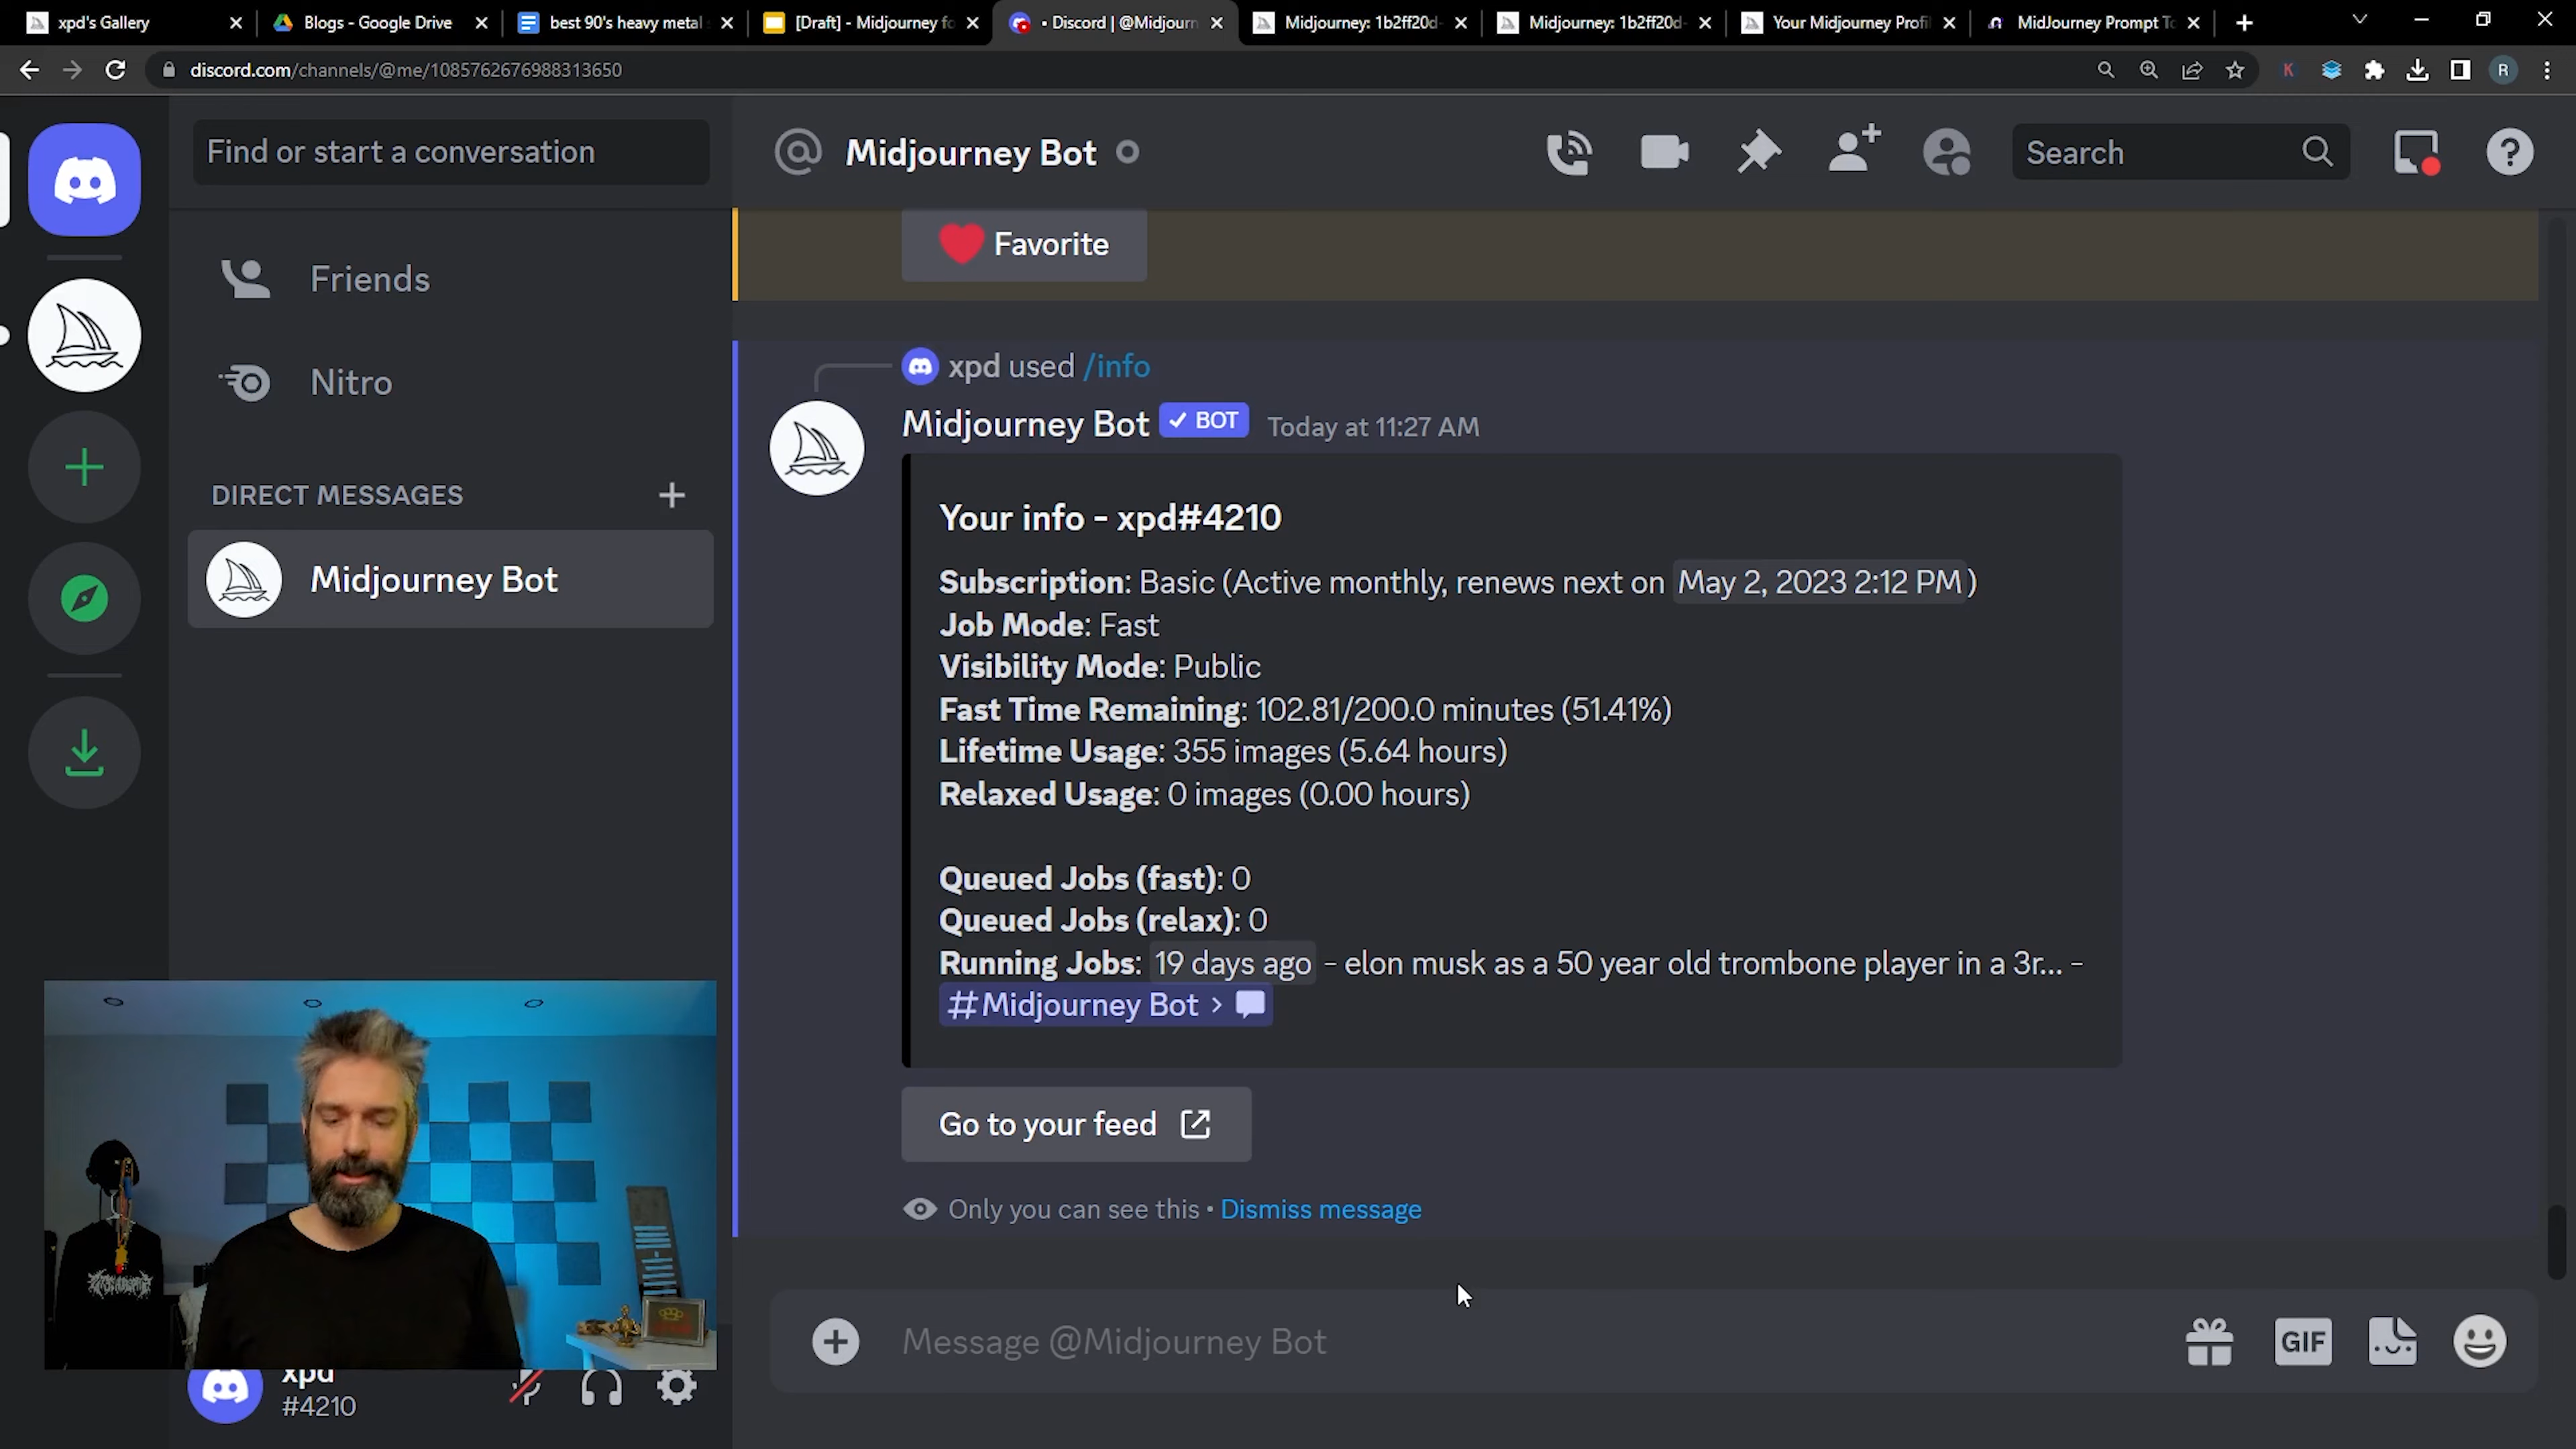 xpd's Gallery
Blogs - Google Drive
best 90's heavy metal
[Draft] - Midjourney fo
• Discord | @Midjourn
Midjourney: 1b2ff20d-
Midjourney: 1b2ff20d-
Your Midjourney Profi
MidJourney Prompt To
discord.com/channels/@me/1085762676988313650
K
R
Find or start a conversation
Midjourney Bot
Search
Friends
Nitro
DIRECT MESSAGES
Midjourney Bot
Favorite
xpd used /info
Midjourney Bot BOT Today at 11:27 AM
Your info - xpd#4210
Subscription: Basic (Active monthly, renews next on May 2, 2023 2:12 PM)
Job Mode: Fast
Visibility Mode: Public
Fast Time Remaining: 102.81/200.0 minutes (51.41%)
Lifetime Usage: 355 images (5.64 hours)
Relaxed Usage: 0 images (0.00 hours)
Queued Jobs (fast): 0
Queued Jobs (relax): 0
Running Jobs: 19 days ago - elon musk as a 50 year old trombone player in a 3r... -
#Midjourney Bot >
Go to your feed
Only you can see this • Dismiss message
Message @Midjourney Bot
GIF
xpd
#4210